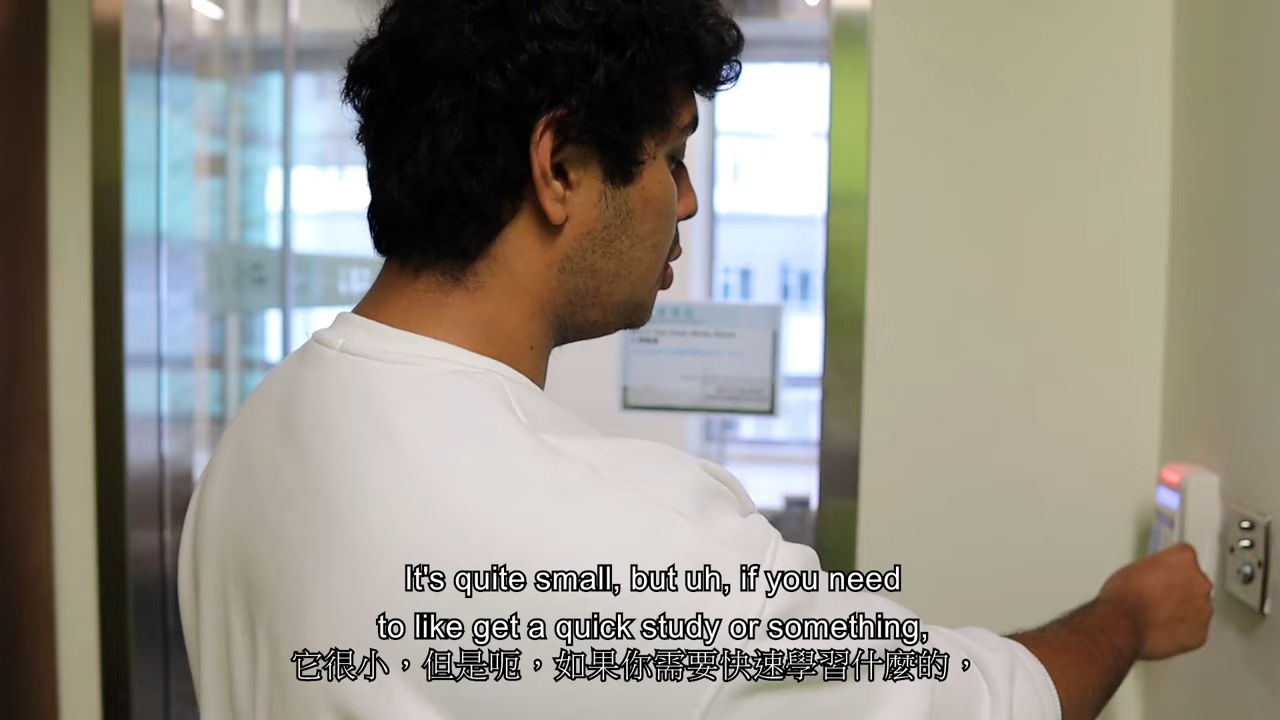 It's quite small, but uh, if you need
to like get a quick study or something,
它很小，但是呃，如果你需要快速學習什麼的，